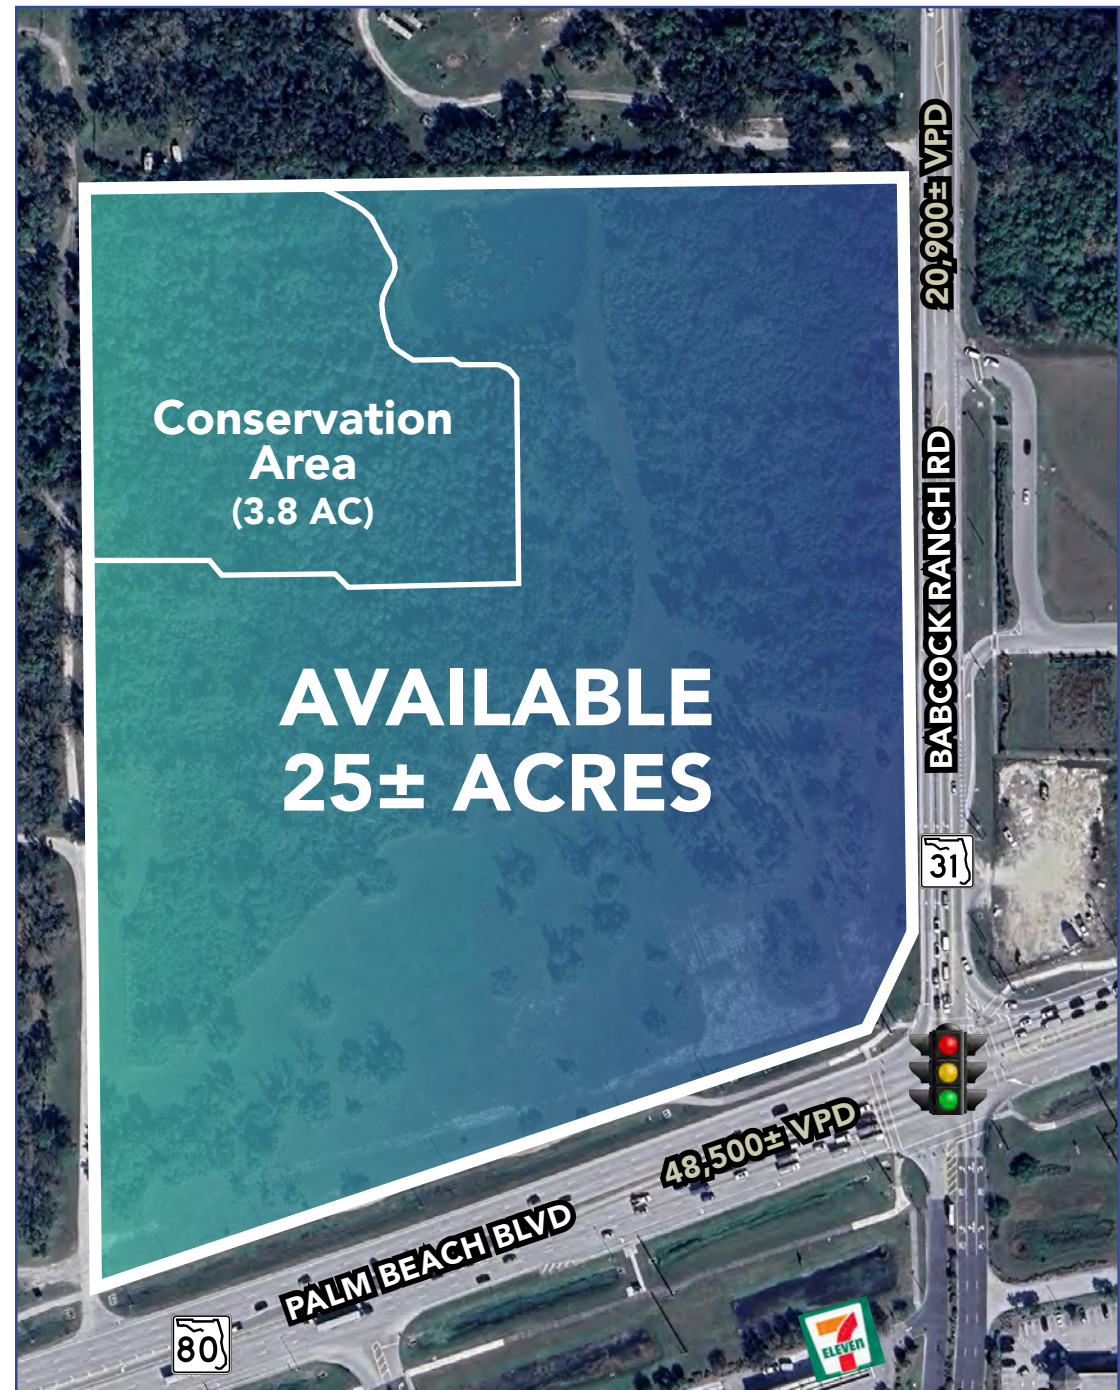 20,900± VPD
Conservation
Area
(3.8 AC)
BABCOCK RANCH RD
AVAILABLE
25± ACRES
31
48,500± VPD
PALM BEACH BLVD
80
7
ELEVEN